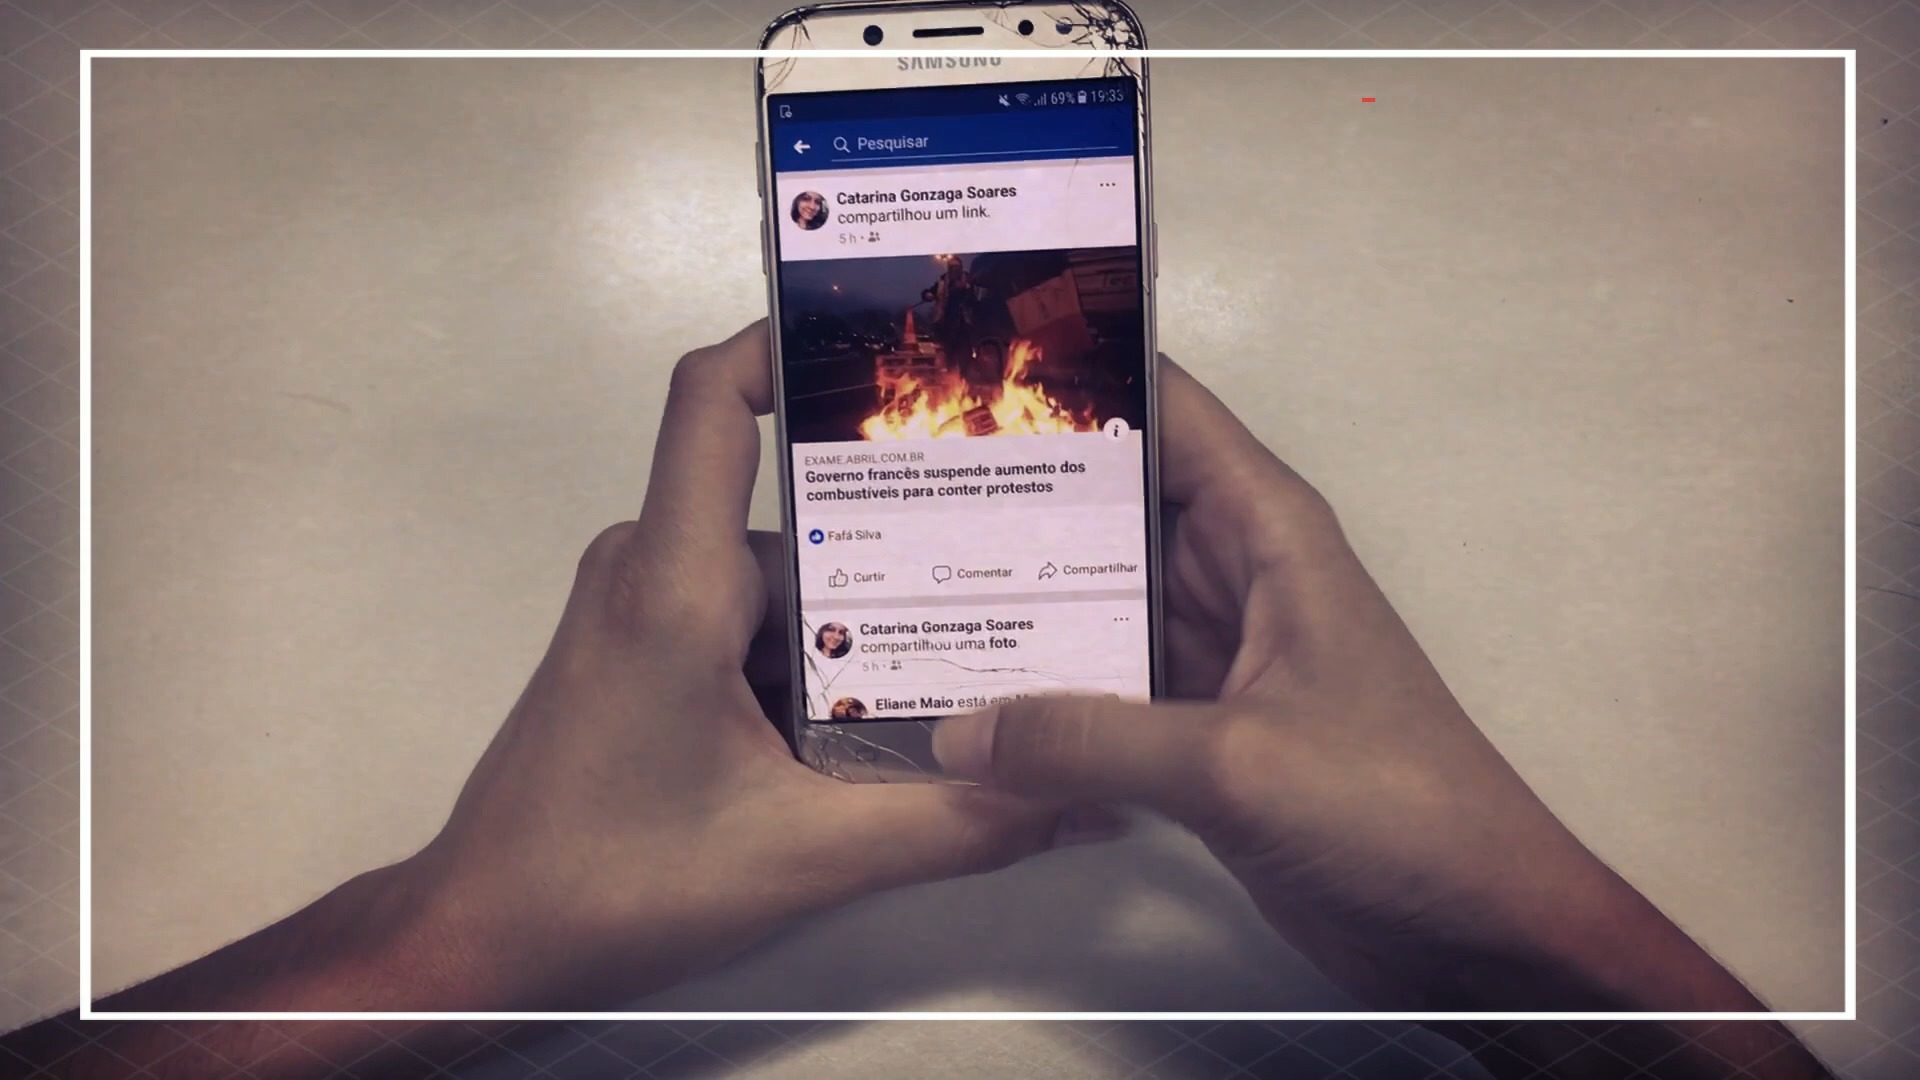 SAMSUNG
69% 19:33
Pesquisar
Catarina Gonzaga Soares
compartilhou um link.
5 h
EXAME.ABRIL.COM.BR
Governo francês suspende aumento dos
combustíveis para conter protestos
Fafá Silva
Curtir Comentar Compartilhar
Catarina Gonzaga Soares
compartilhou uma foto
5 h
Eliane Maio está em